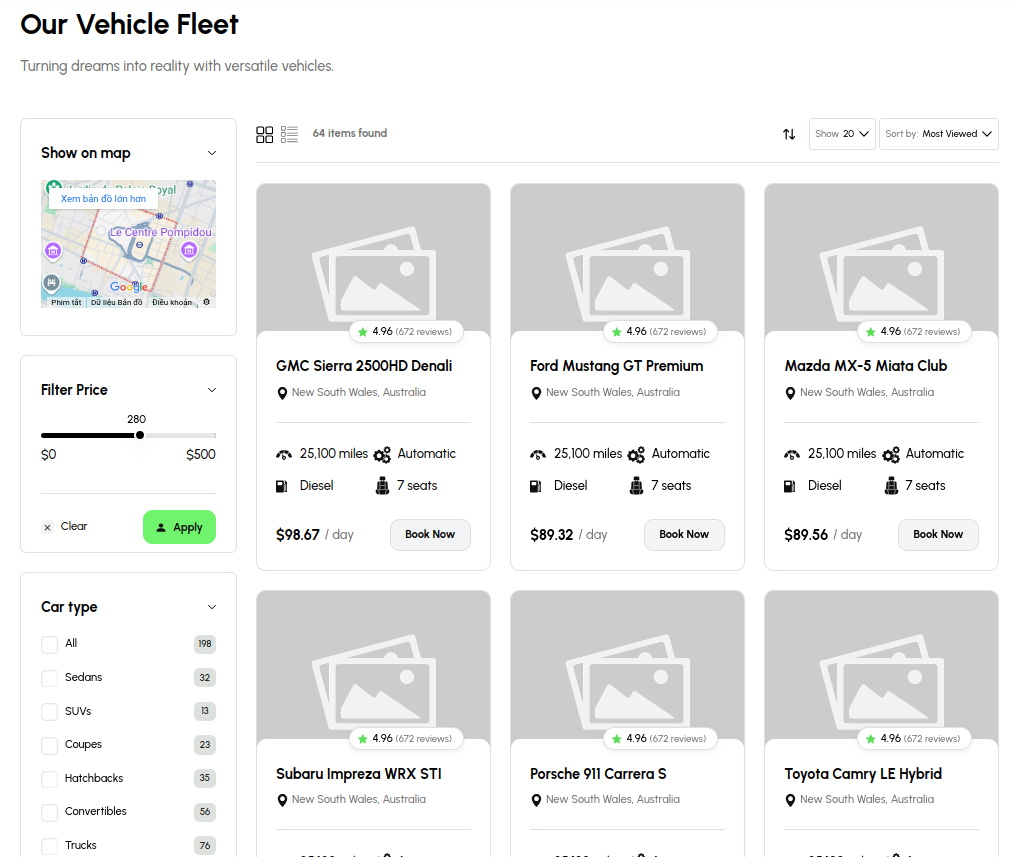 Our Vehicle Fleet
Turning dreams into reality with versatile vehicles.
Show on map
Xem bản đồ lớn hơn
Le Centre Pompidou
Google
Phím tắt Dữ liệu Bản đồ Điều khoản
Filter Price
280
$0 $500
Clear Apply
Car type
All 198
Sedans 32
SUVs 13
Coupes 23
Hatchbacks 35
Convertibles 56
Trucks 76
64 items found
Show 20 Sort by: Most Viewed
4.96 (672 reviews)
GMC Sierra 2500HD Denali
New South Wales, Australia
25,100 miles Automatic
Diesel 7 seats
$98.67 / day Book Now
4.96 (672 reviews)
Ford Mustang GT Premium
New South Wales, Australia
25,100 miles Automatic
Diesel 7 seats
$89.32 / day Book Now
4.96 (672 reviews)
Mazda MX-5 Miata Club
New South Wales, Australia
25,100 miles Automatic
Diesel 7 seats
$89.56 / day Book Now
4.96 (672 reviews)
Subaru Impreza WRX STI
New South Wales, Australia
4.96 (672 reviews)
Porsche 911 Carrera S
New South Wales, Australia
4.96 (672 reviews)
Toyota Camry LE Hybrid
New South Wales, Australia